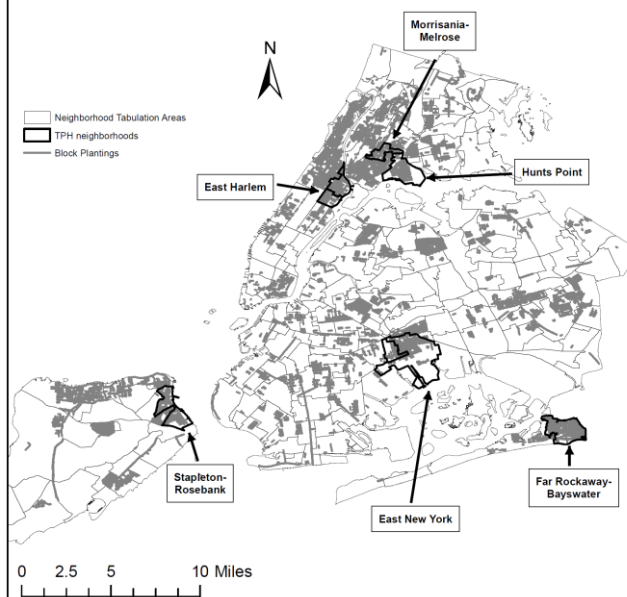 Morrisania-
Melrose
N
Neighborhood Tabulation Areas
TPH neighborhoods
Block Plantings
East Harlem
Hunts Point
Stapleton-
Rosebank
East New York
Far Rockaway-
Bayswater
0 2.5 5 10 Miles